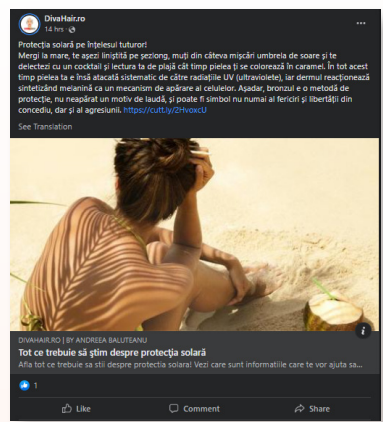 DivaHair.ro
14 hrs ·
Protecția solară pe înțelesul tuturor!
Mergi la mare, te așezi liniștită pe șezlong, muți din câteva mișcări umbrela de soare și te
delectezi cu un cocktail și lectura ta de plajă cât timp pielea ți se colorează în caramel. În tot acest
timp pielea ta e însă atacată sistematic de către radiațiile UV (ultraviolete), iar dermul reacționează
sintetizând melanină ca un mecanism de apărare al celulelor. Așadar, bronzul e o metodă de
protecție, nu neapărat un motiv de laudă, și poate fi simbol nu numai al fericiri și libertății din
concediu, dar și al agresiunii. https://cutt.ly/2HvoxcU
See Translation
DIVAHAIR.RO | BY ANDREEA BALUTEANU
Tot ce trebuie să ştim despre protecţia solară
Afla tot ce trebuie sa stii despre protectia solara! Vezi care sunt informatiile care te vor ajuta sa...
1
Like
Comment
Share